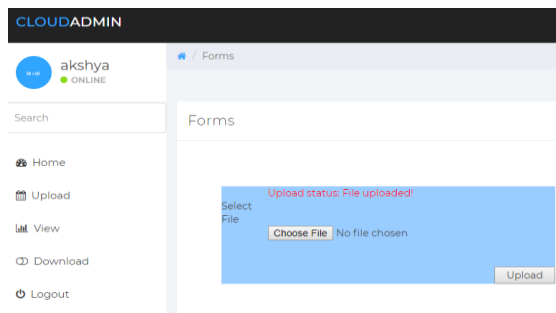 CLOUDADMIN
akshya
ONLINE
Search
Home
Upload
View
Download
Logout
/ Forms
Forms
Upload status: File uploaded!
Select
File
Choose File No file chosen
Upload